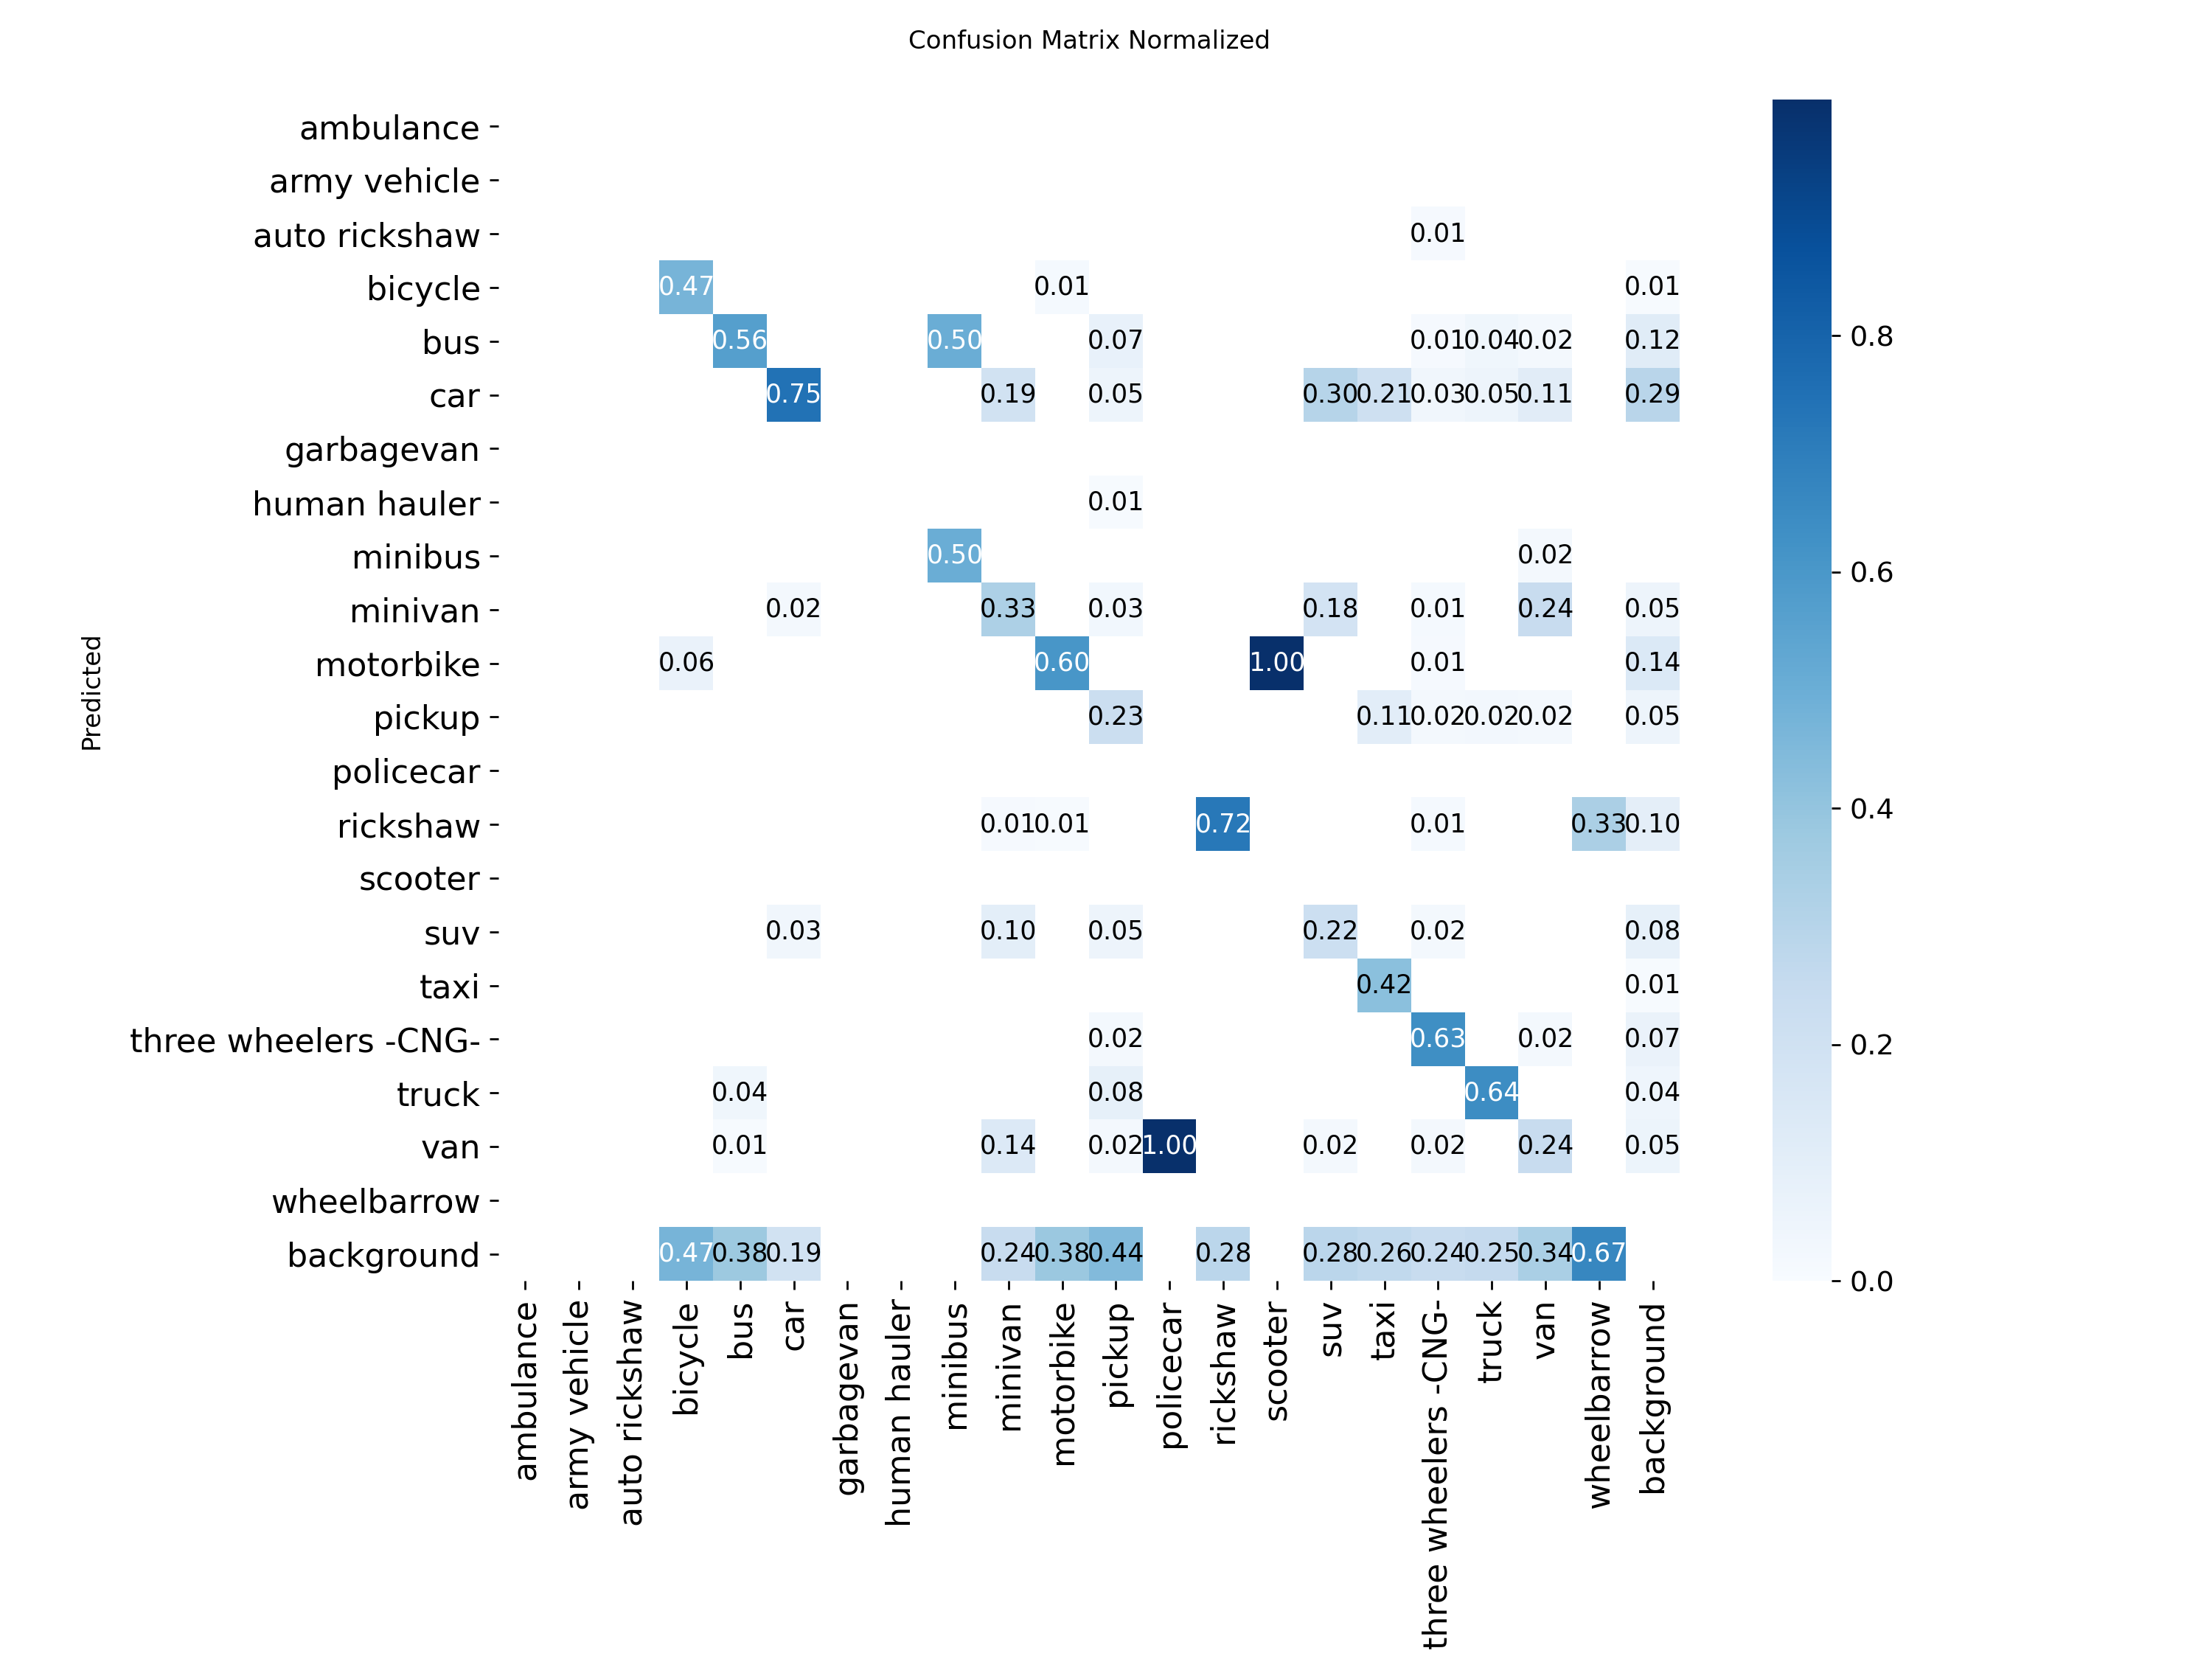 Confusion Matrix Normalized
ambulance
army vehicle
auto rickshaw 0.01
bicycle 0.47 0.01 0.01
bus 0.56 0.50 0.07 0.01 0.04 0.02 0.12
car 0.75 0.19 0.05 0.30 0.21 0.03 0.05 0.11 0.29
garbagevan
human hauler 0.01
minibus 0.50 0.02
minivan 0.02 0.33 0.03 0.18 0.01 0.24 0.05
motorbike 0.06 0.60 1.00 0.01 0.14
pickup 0.23 0.11 0.02 0.02 0.02 0.05
policecar
rickshaw 0.01 0.01 0.72 0.01 0.33 0.10
scooter
suv 0.03 0.10 0.05 0.22 0.02 0.08
taxi 0.42 0.01
three wheelers -CNG- 0.02 0.63 0.02 0.07
truck 0.04 0.08 0.64 0.04
van 0.01 0.14 0.02 1.00 0.02 0.02 0.24 0.05
wheelbarrow
background 0.47 0.38 0.19 0.24 0.38 0.44 0.28 0.28 0.26 0.24 0.25 0.34 0.67
Predicted
ambulance
army vehicle
auto rickshaw
bicycle
bus
car
garbagevan
human hauler
minibus
minivan
motorbike
pickup
policecar
rickshaw
scooter
suv
taxi
three wheelers -CNG-
truck
van
wheelbarrow
background
0.8
0.6
0.4
0.2
0.0